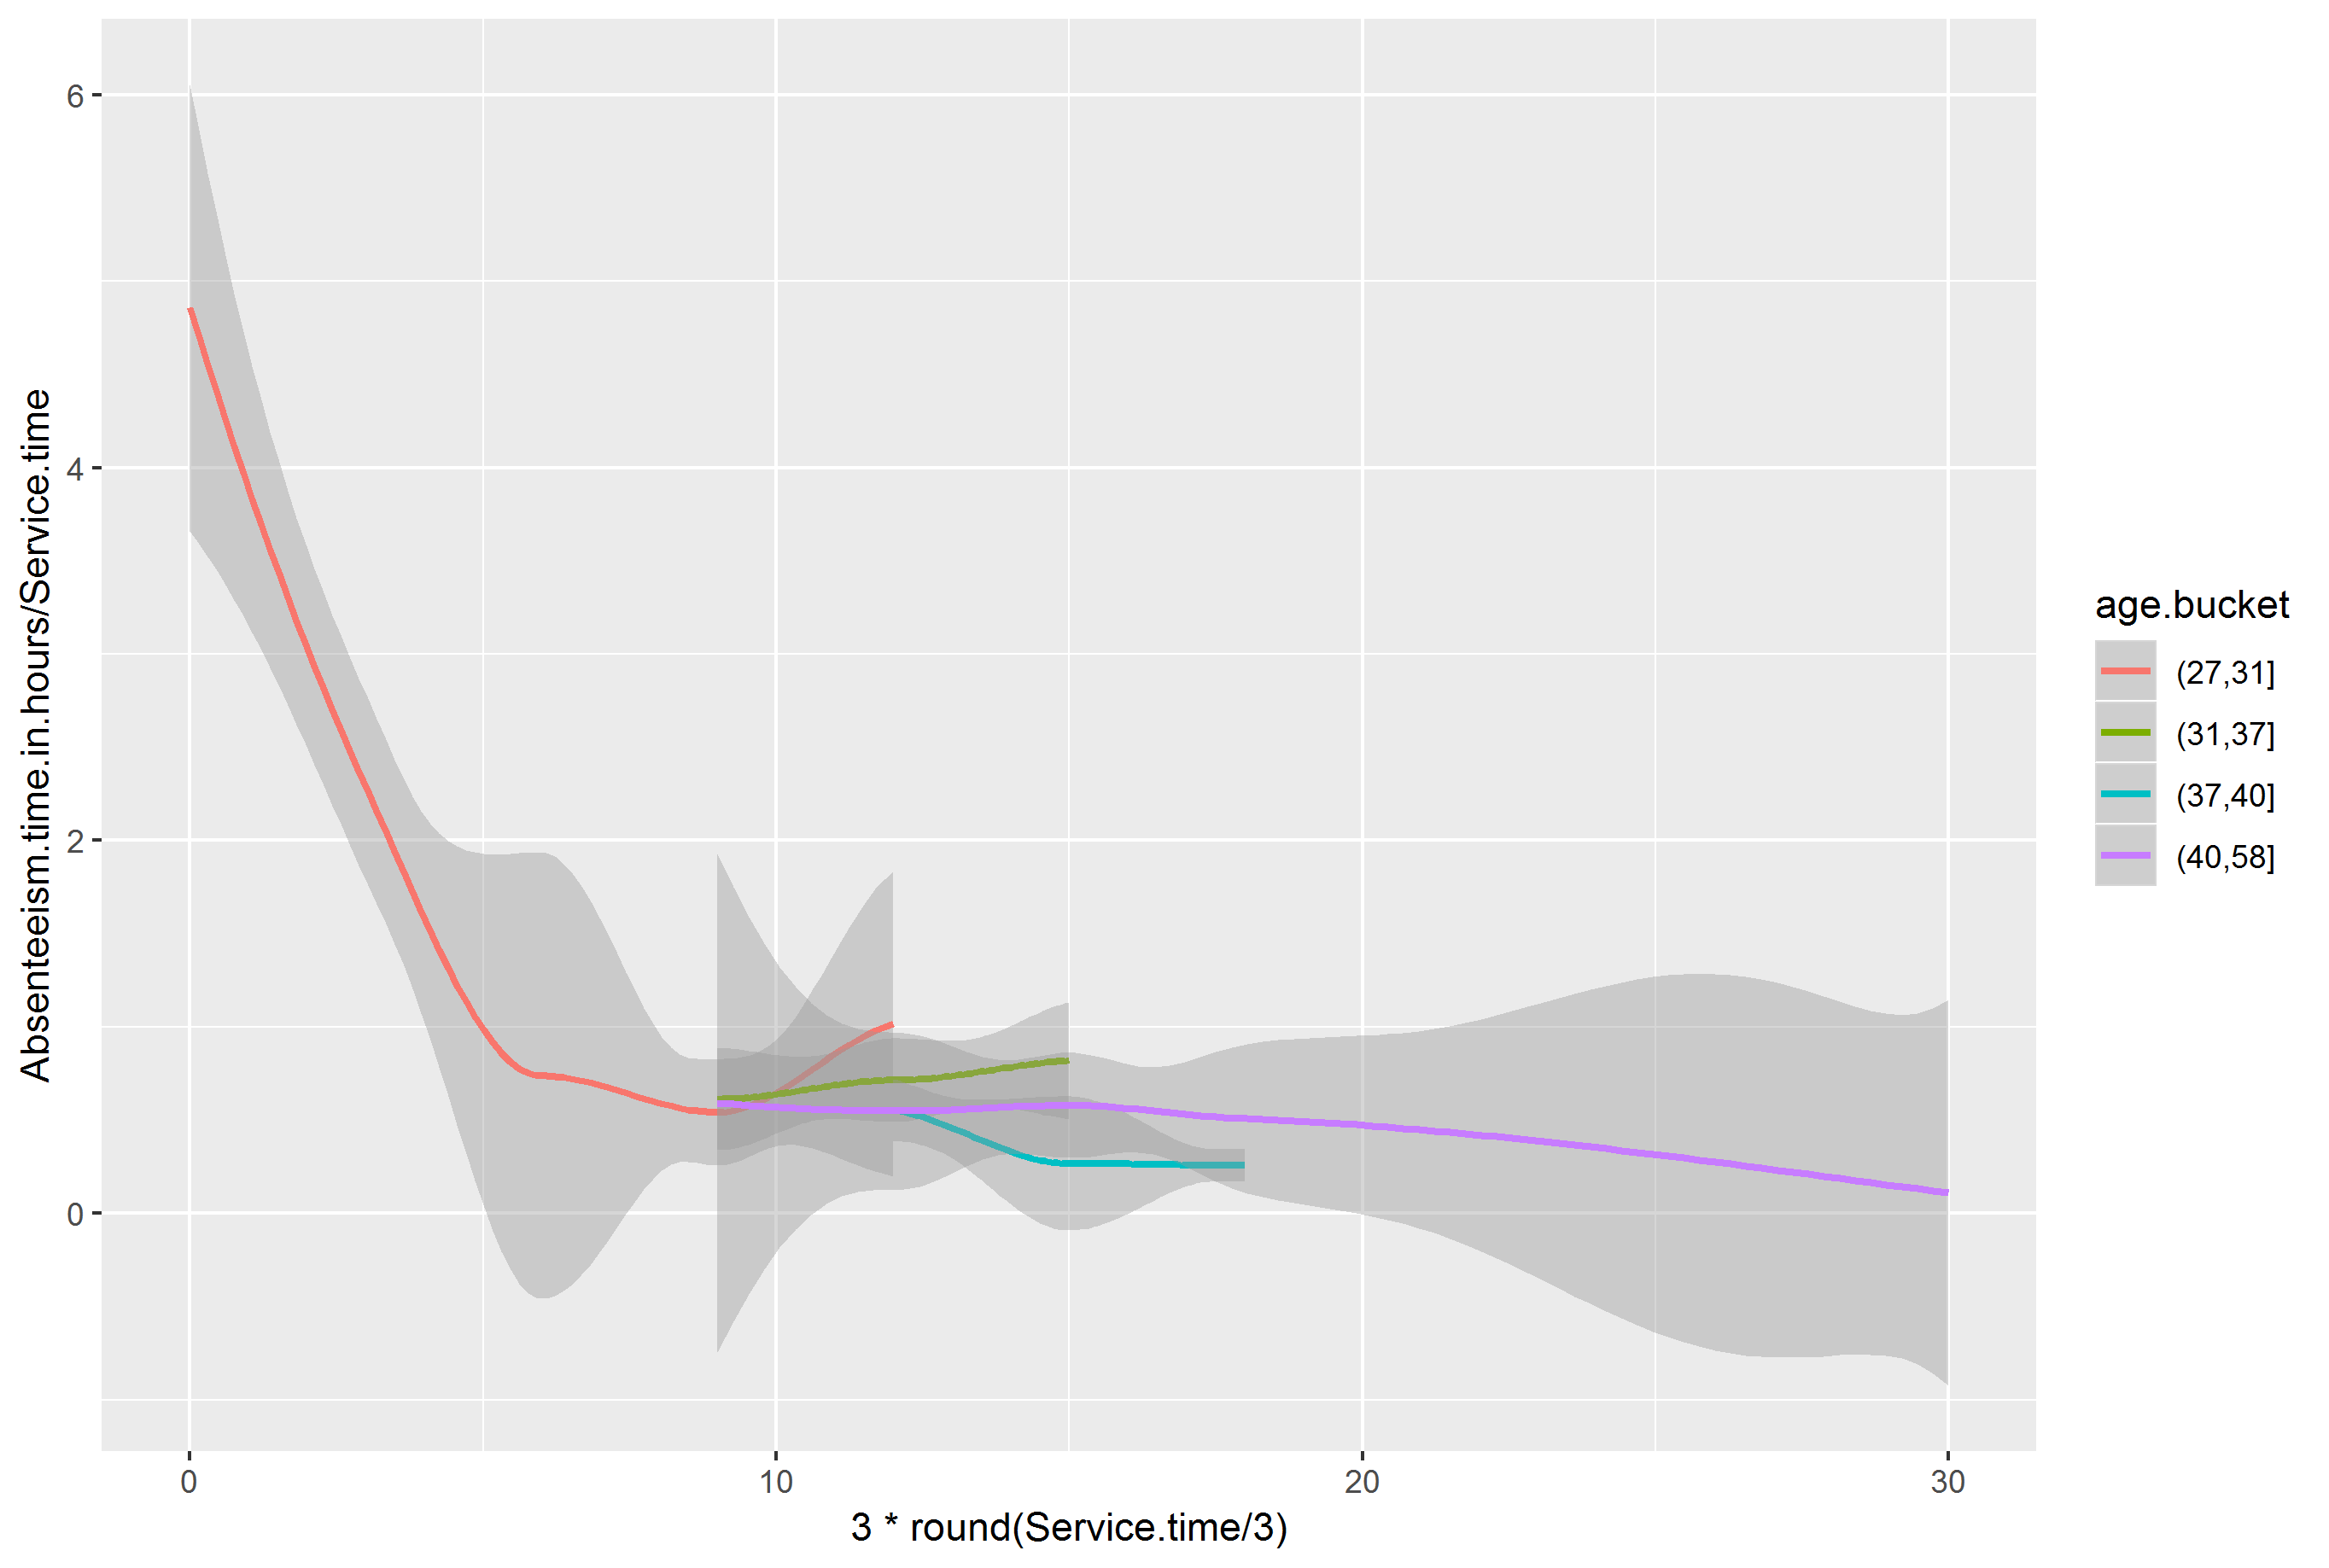 Absenteeism.time.in.hours/Service.time
6
4
2
0
0 10 20 30
3 * round(Service.time/3)
age.bucket
(27,31]
(31,37]
(37,40]
(40,58]